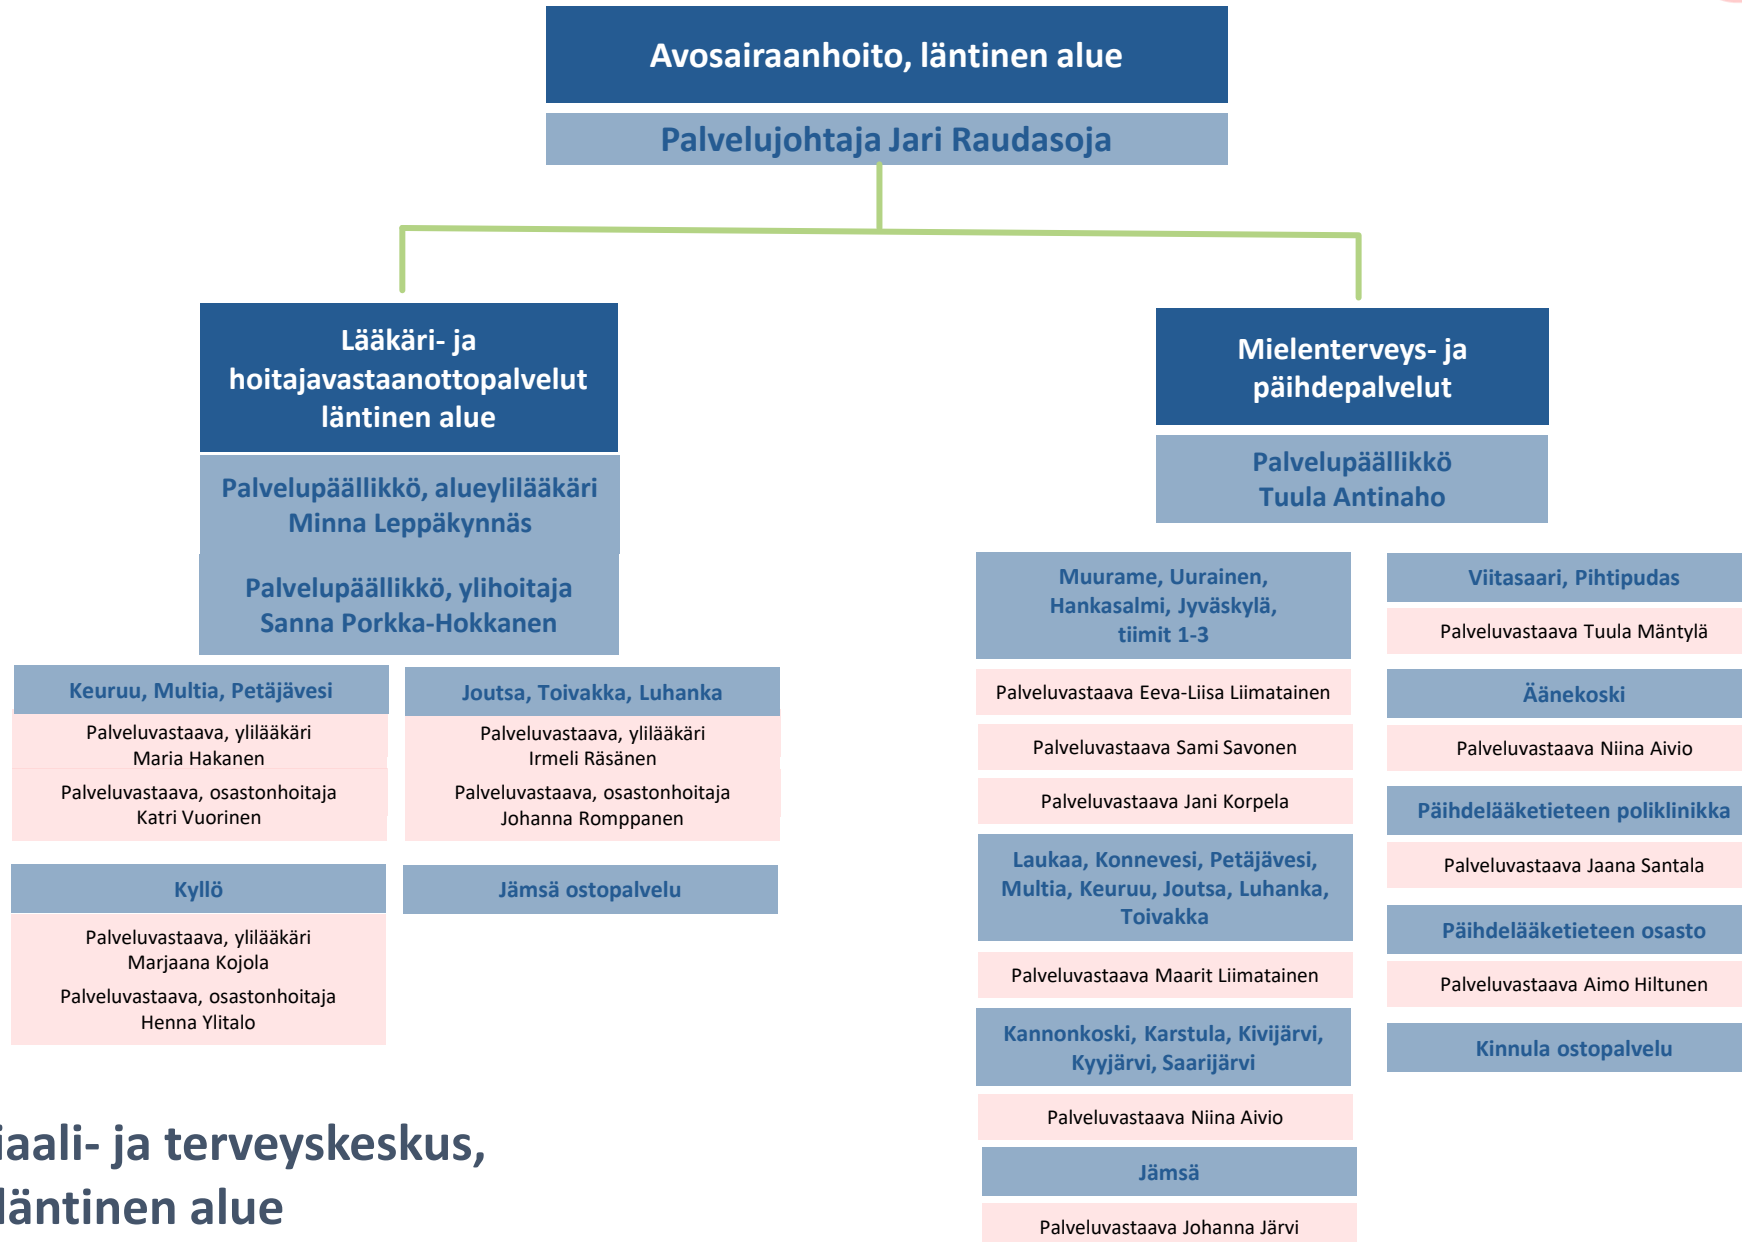 Avosairaanhoito, läntinen alue
Palvelujohtaja Jari Raudasoja
Lääkäri- ja
hoitajavastaanottopalvelut
läntinen alue
Palvelupäällikkö, alueylilääkäri
Minna Leppäkynnäs
Palvelupäällikkö, ylihoitaja
Sanna Porkka-Hokkanen
Keuruu, Multia, Petäjävesi
Palveluvastaava, ylilääkäri
Maria Hakanen
Palveluvastaava, osastonhoitaja
Katri Vuorinen
Joutsa, Toivakka, Luhanka
Palveluvastaava, ylilääkäri
Irmeli Räsänen
Palveluvastaava, osastonhoitaja
Johanna Romppanen
Kyllö
Palveluvastaava, ylilääkäri
Marjaana Kojola
Palveluvastaava, osastonhoitaja
Henna Ylitalo
Jämsä ostopalvelu
Mielenterveys- ja
päihdepalvelut
Palvelupäällikkö
Tuula Antinaho
Muurame, Uurainen,
Hankasalmi, Jyväskylä,
tiimit 1-3
Palveluvastaava Eeva-Liisa Liimatainen
Palveluvastaava Sami Savonen
Palveluvastaava Jani Korpela
Laukaa, Konnevesi, Petäjävesi,
Multia, Keuruu, Joutsa, Luhanka,
Toivakka
Palveluvastaava Maarit Liimatainen
Kannonkoski, Karstula, Kivijärvi,
Kyyjärvi, Saarijärvi
Palveluvastaava Niina Aivio
Jämsä
Palveluvastaava Johanna Järvi
Viitasaari, Pihtipudas
Palveluvastaava Tuula Mäntylä
Äänekoski
Palveluvastaava Niina Aivio
Päihdelääketieteen poliklinikka
Palveluvastaava Jaana Santala
Päihdelääketieteen osasto
Palveluvastaava Aimo Hiltunen
Kinnula ostopalvelu
iaali- ja terveyskeskus,
läntinen alue